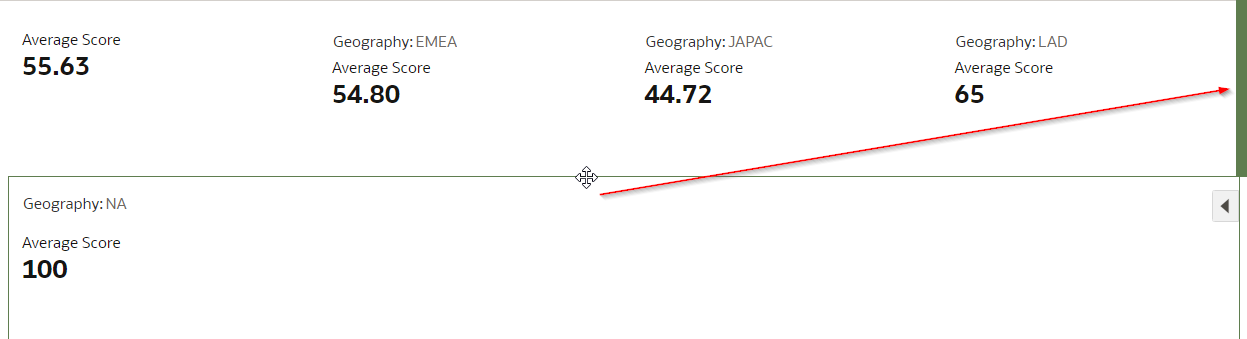 Average Score
55.63
Geography: EMEA
Average Score
54.80
Geography: JAPAC
Average Score
44.72
Geography: LAD
Average Score
65
Geography: NA
Average Score
100